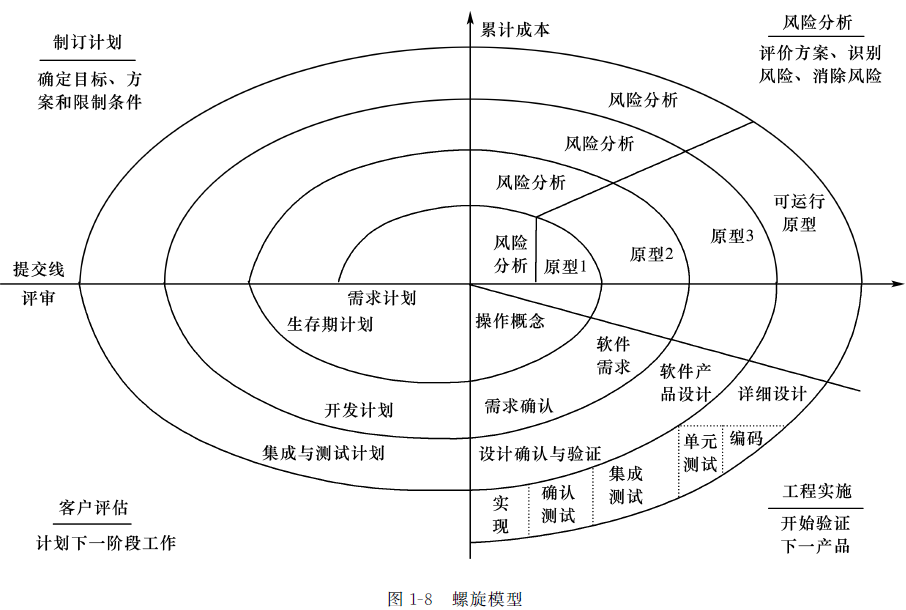 累计成本
制订计划
确定目标、方
案和限制条件
风险分析
评价方案、识别
风险、消除风险
风险分析
风险分析
风险分析
风险
分析
原型1
原型2
原型3
可运行
原型
提交线
评审
需求计划
生存期计划
开发计划
集成与测试计划
操作概念
软件
需求
需求确认
软件产
品设计
设计确认与验证
详细设计
单元
测试
编码
集成
测试
确认
测试
实
现
客户评估
计划下一阶段工作
工程实施
开始验证
下一产品
图 1-8 螺旋模型